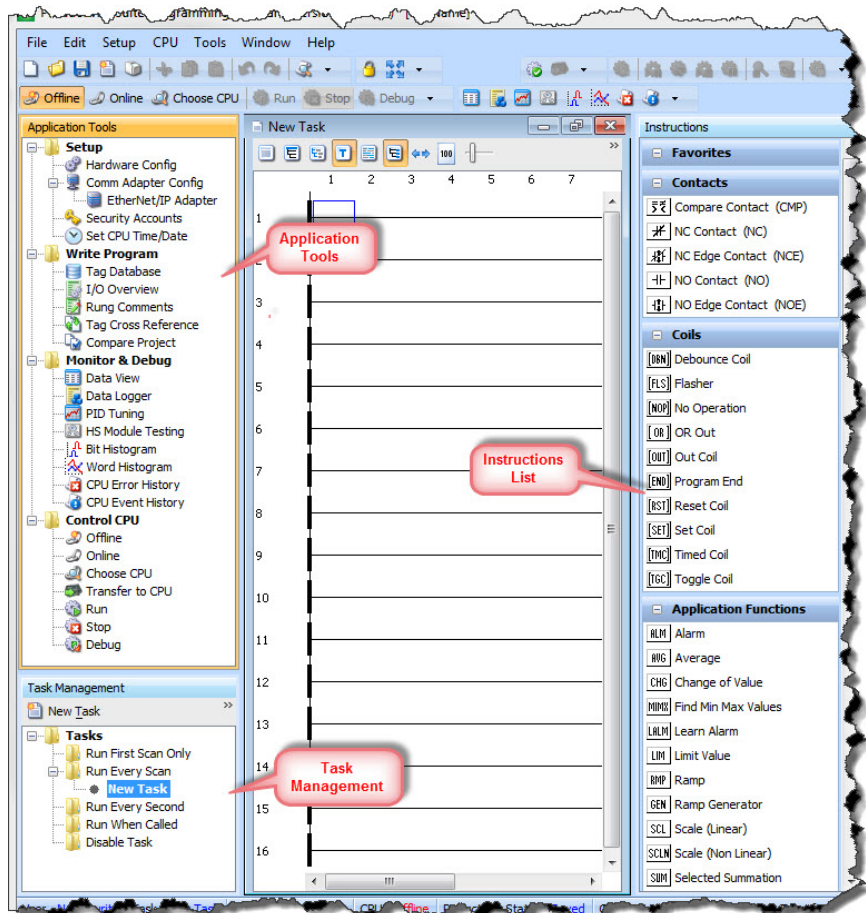 File Edit Setup CPU Tools Window Help
Offline Online Choose CPU Run Stop Debug
Application Tools
Setup
Hardware Config
Comm Adapter Config
EtherNet/IP Adapter
Security Accounts
Set CPU Time/Date
Write Program
Tag Database
I/O Overview
Rung Comments
Tag Cross Reference
Compare Project
Monitor & Debug
Data View
Data Logger
PID Tuning
HS Module Testing
Bit Histogram
Word Histogram
CPU Error History
CPU Event History
Control CPU
Offline
Online
Choose CPU
Transfer to CPU
Run
Stop
Debug
Task Management
New Task
Tasks
Run First Scan Only
Run Every Scan
New Task
Run Every Second
Run When Called
Disable Task
New Task
T 100
1 2 3 4 5 6 7
1
Application
Tools
2
3
4
5
6
7
Instructions
List
8
9
10
11
12
13
14
Task
Management
15
16
Instructions
Favorites
Contacts
Compare Contact (CMP)
NC Contact (NC)
NC Edge Contact (NCE)
NO Contact (NO)
NO Edge Contact (NOE)
Coils
[DBN] Debounce Coil
[FLS] Flasher
[NOP] No Operation
[OR] OR Out
[OUT] Out Coil
[END] Program End
[RST] Reset Coil
[SET] Set Coil
[TMC] Timed Coil
[TGC] Toggle Coil
Application Functions
ALM Alarm
AVG Average
CHG Change of Value
MIMX Find Min Max Values
LALM Learn Alarm
LIM Limit Value
RMP Ramp
GEN Ramp Generator
SCL Scale (Linear)
SCLN Scale (Non Linear)
SUM Selected Summation